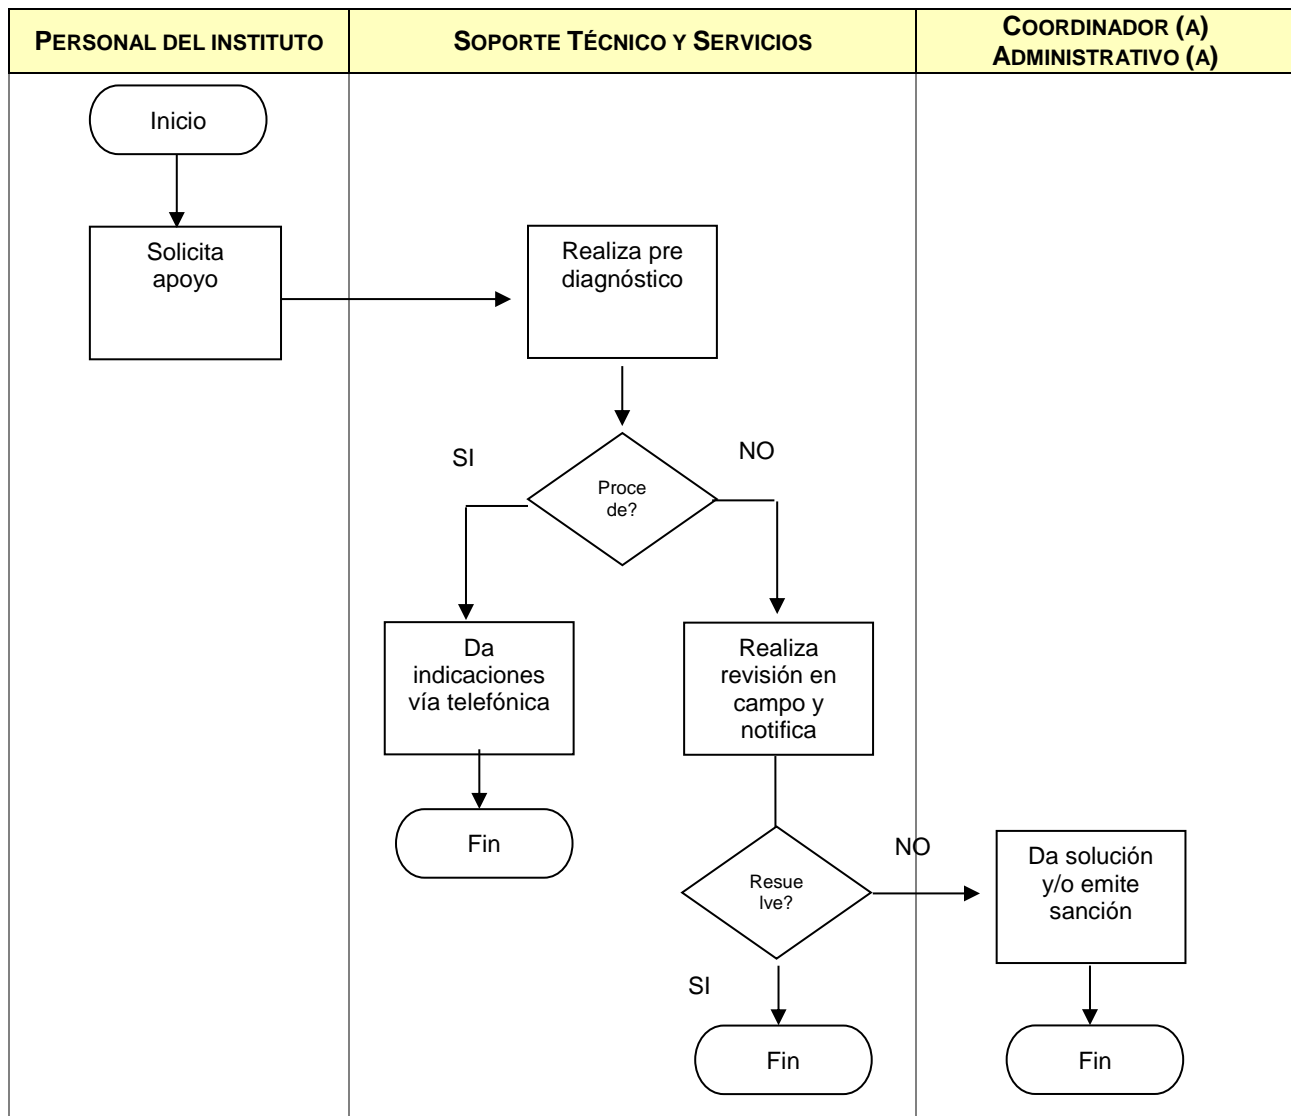 PERSONAL DEL INSTITUTO
SOPORTE TÉCNICO Y SERVICIOS
COORDINADOR (A)
ADMINISTRATIVO (A)
Inicio
Solicita
apoyo
Realiza pre
diagnóstico
SI
NO
Proce
de?
Da
indicaciones
vía telefónica
Realiza
revisión en
campo y
notifica
Fin
Resue
lve?
NO
Da solución
y/o emite
sanción
SI
Fin
Fin